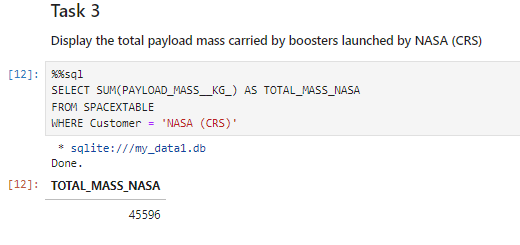 Task 3
Display the total payload mass carried by boosters launched by NASA (CRS)
[12]: %%sql
SELECT SUM(PAYLOAD_MASS__KG_) AS TOTAL_MASS_NASA
FROM SPACEXTABLE
WHERE Customer = 'NASA (CRS)'
* sqlite:///my_data1.db
Done.
[12]: TOTAL_MASS_NASA
45596